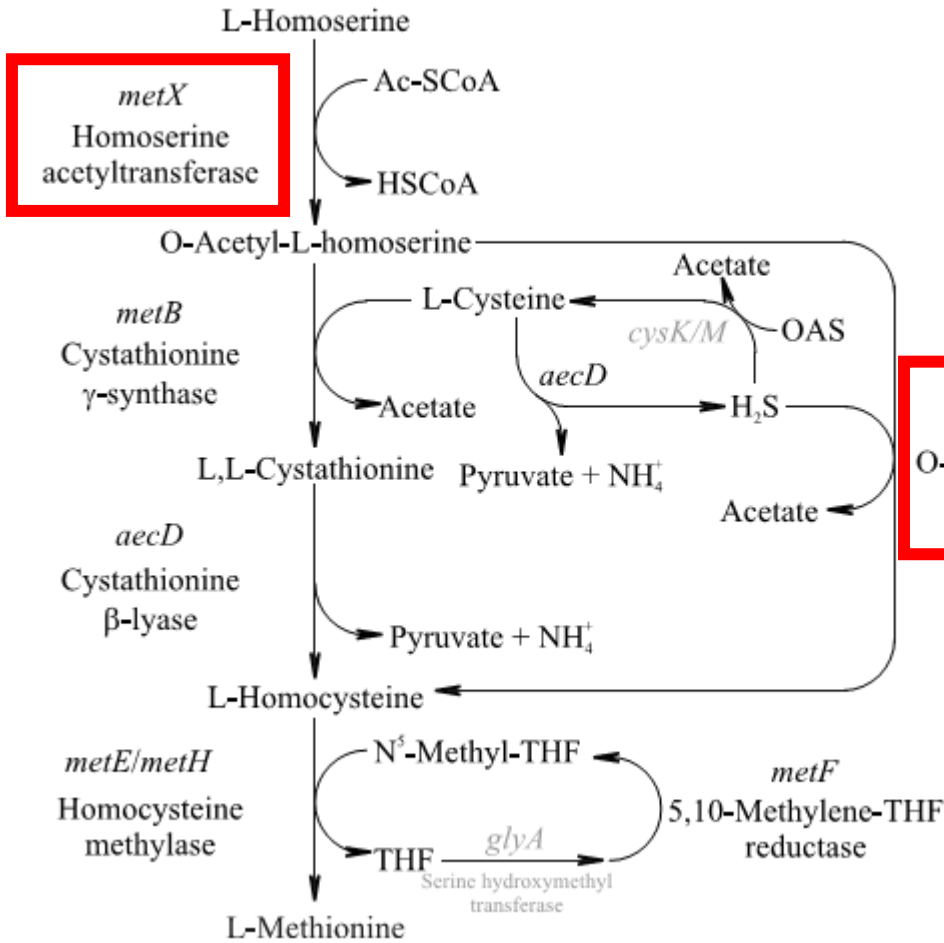 L-Homoserine
metX
Homoserine
acetyltransferase
Ac-SCoA
HSCoA
O-Acetyl-L-homoserine
metB
Cystathionine
γ-synthase
L-Cysteine
Acetate
cysK/M
OAS
aecD
H₂S
Acetate
Pyruvate + NH₄⁺
O-
Acetate
L,L-Cystathionine
aecD
Cystathionine
β-lyase
Pyruvate + NH₄⁺
L-Homocysteine
metE/metH
Homocysteine
methylase
N⁵-Methyl-THF
metF
5,10-Methylene-THF
reductase
THF
glyA
Serine hydroxymethyl
transferase
L-Methionine